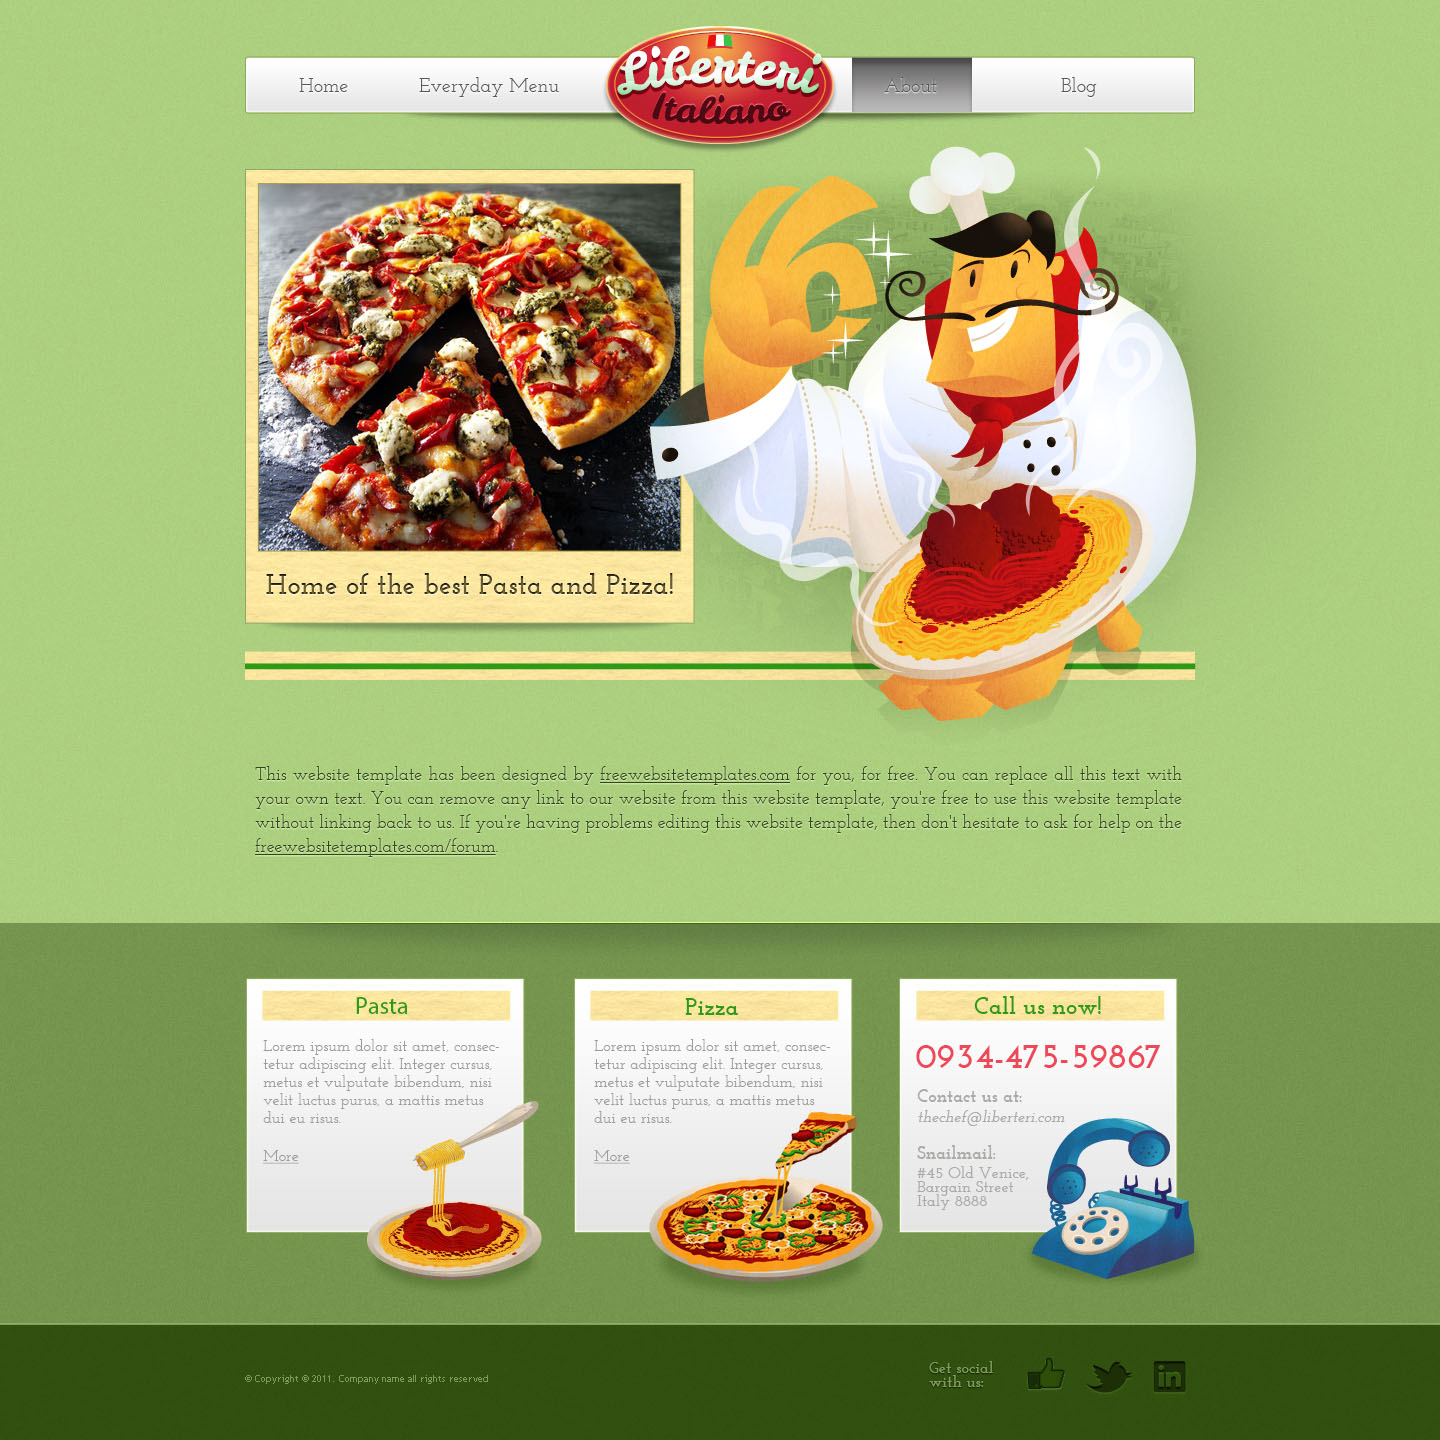 Home
Everyday Menu
Liberteri
Italiano
About
Blog
Home of the best Pasta and Pizza!
This website template has been designed by freewebsitetemplates.com for you, for free. You can replace all this text with
your own text. You can remove any link to our website from this website template, you're free to use this website template
without linking back to us. If you're having problems editing this website template, then don't hesitate to ask for help on the
freewebsitetemplates.com/forum.
Pasta
Lorem ipsum dolor sit amet, consec-
tetur adipiscing elit. Integer cursus,
metus et vulputate bibendum, nisi
velit luctus purus, a mattis metus
dui eu risus.
More
Pizza
Lorem ipsum dolor sit amet, consec-
tetur adipiscing elit. Integer cursus,
metus et vulputate bibendum, nisi
velit luctus purus, a mattis metus
dui eu risus.
More
Call us now!
0934-475-59867
Contact us at:
thechef@liberteri.com
Snailmail:
#45 Old Venice,
Bargain Street
Italy 8888
© Copyright © 2011. Company name all rights reserved
Get social
with us:
in